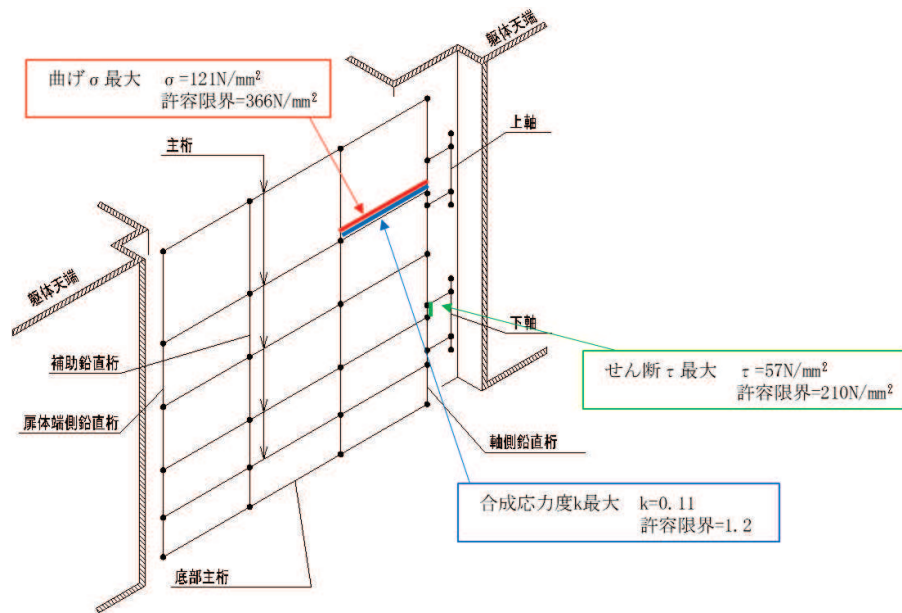 躯体天端
曲げσ最大 σ=121N/mm²
許容限界=366N/mm²
上軸
主桁
躯体天端
下軸
補助鉛直桁
せん断τ最大 τ=57N/mm²
許容限界=210N/mm²
扉体端側鉛直桁
軸側鉛直桁
合成応力度k最大 k=0.11
許容限界=1.2
底部主桁